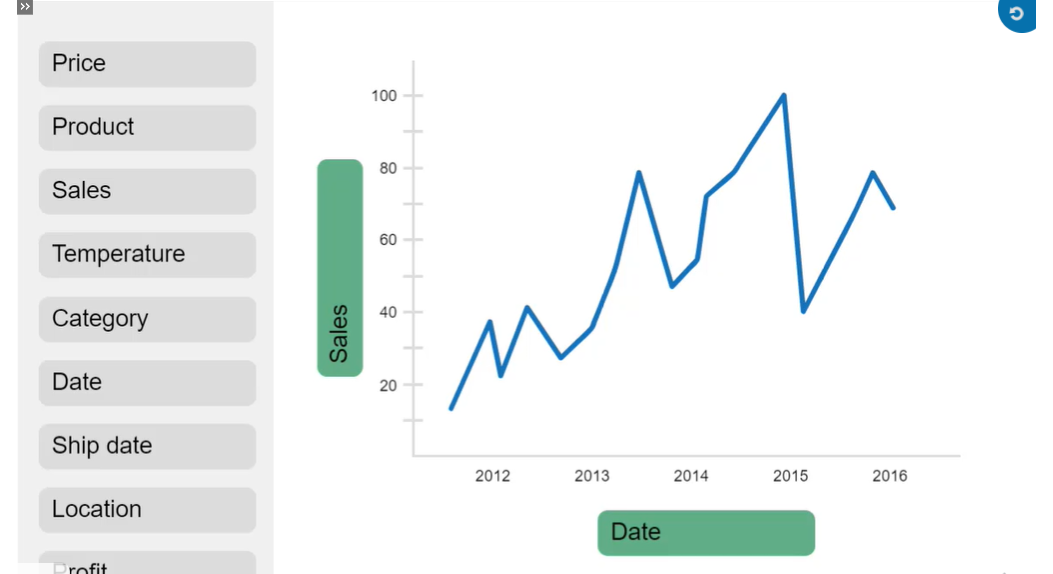 Price
Product
Sales
Temperature
Category
Date
Ship date
Location
Profit
Sales
100
80
60
40
20
2012 2013 2014 2015 2016
Date